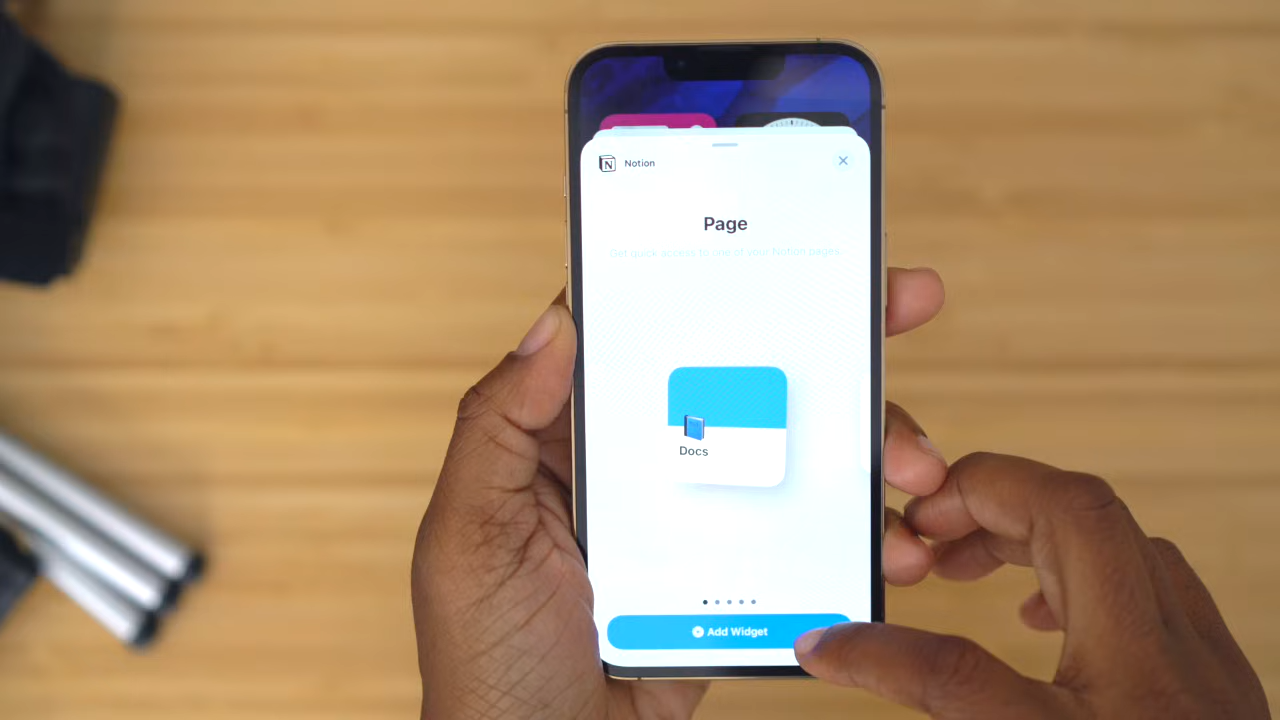 N Notion
Page
Get quick access to one of your Notion pages.
Docs
Add Widget